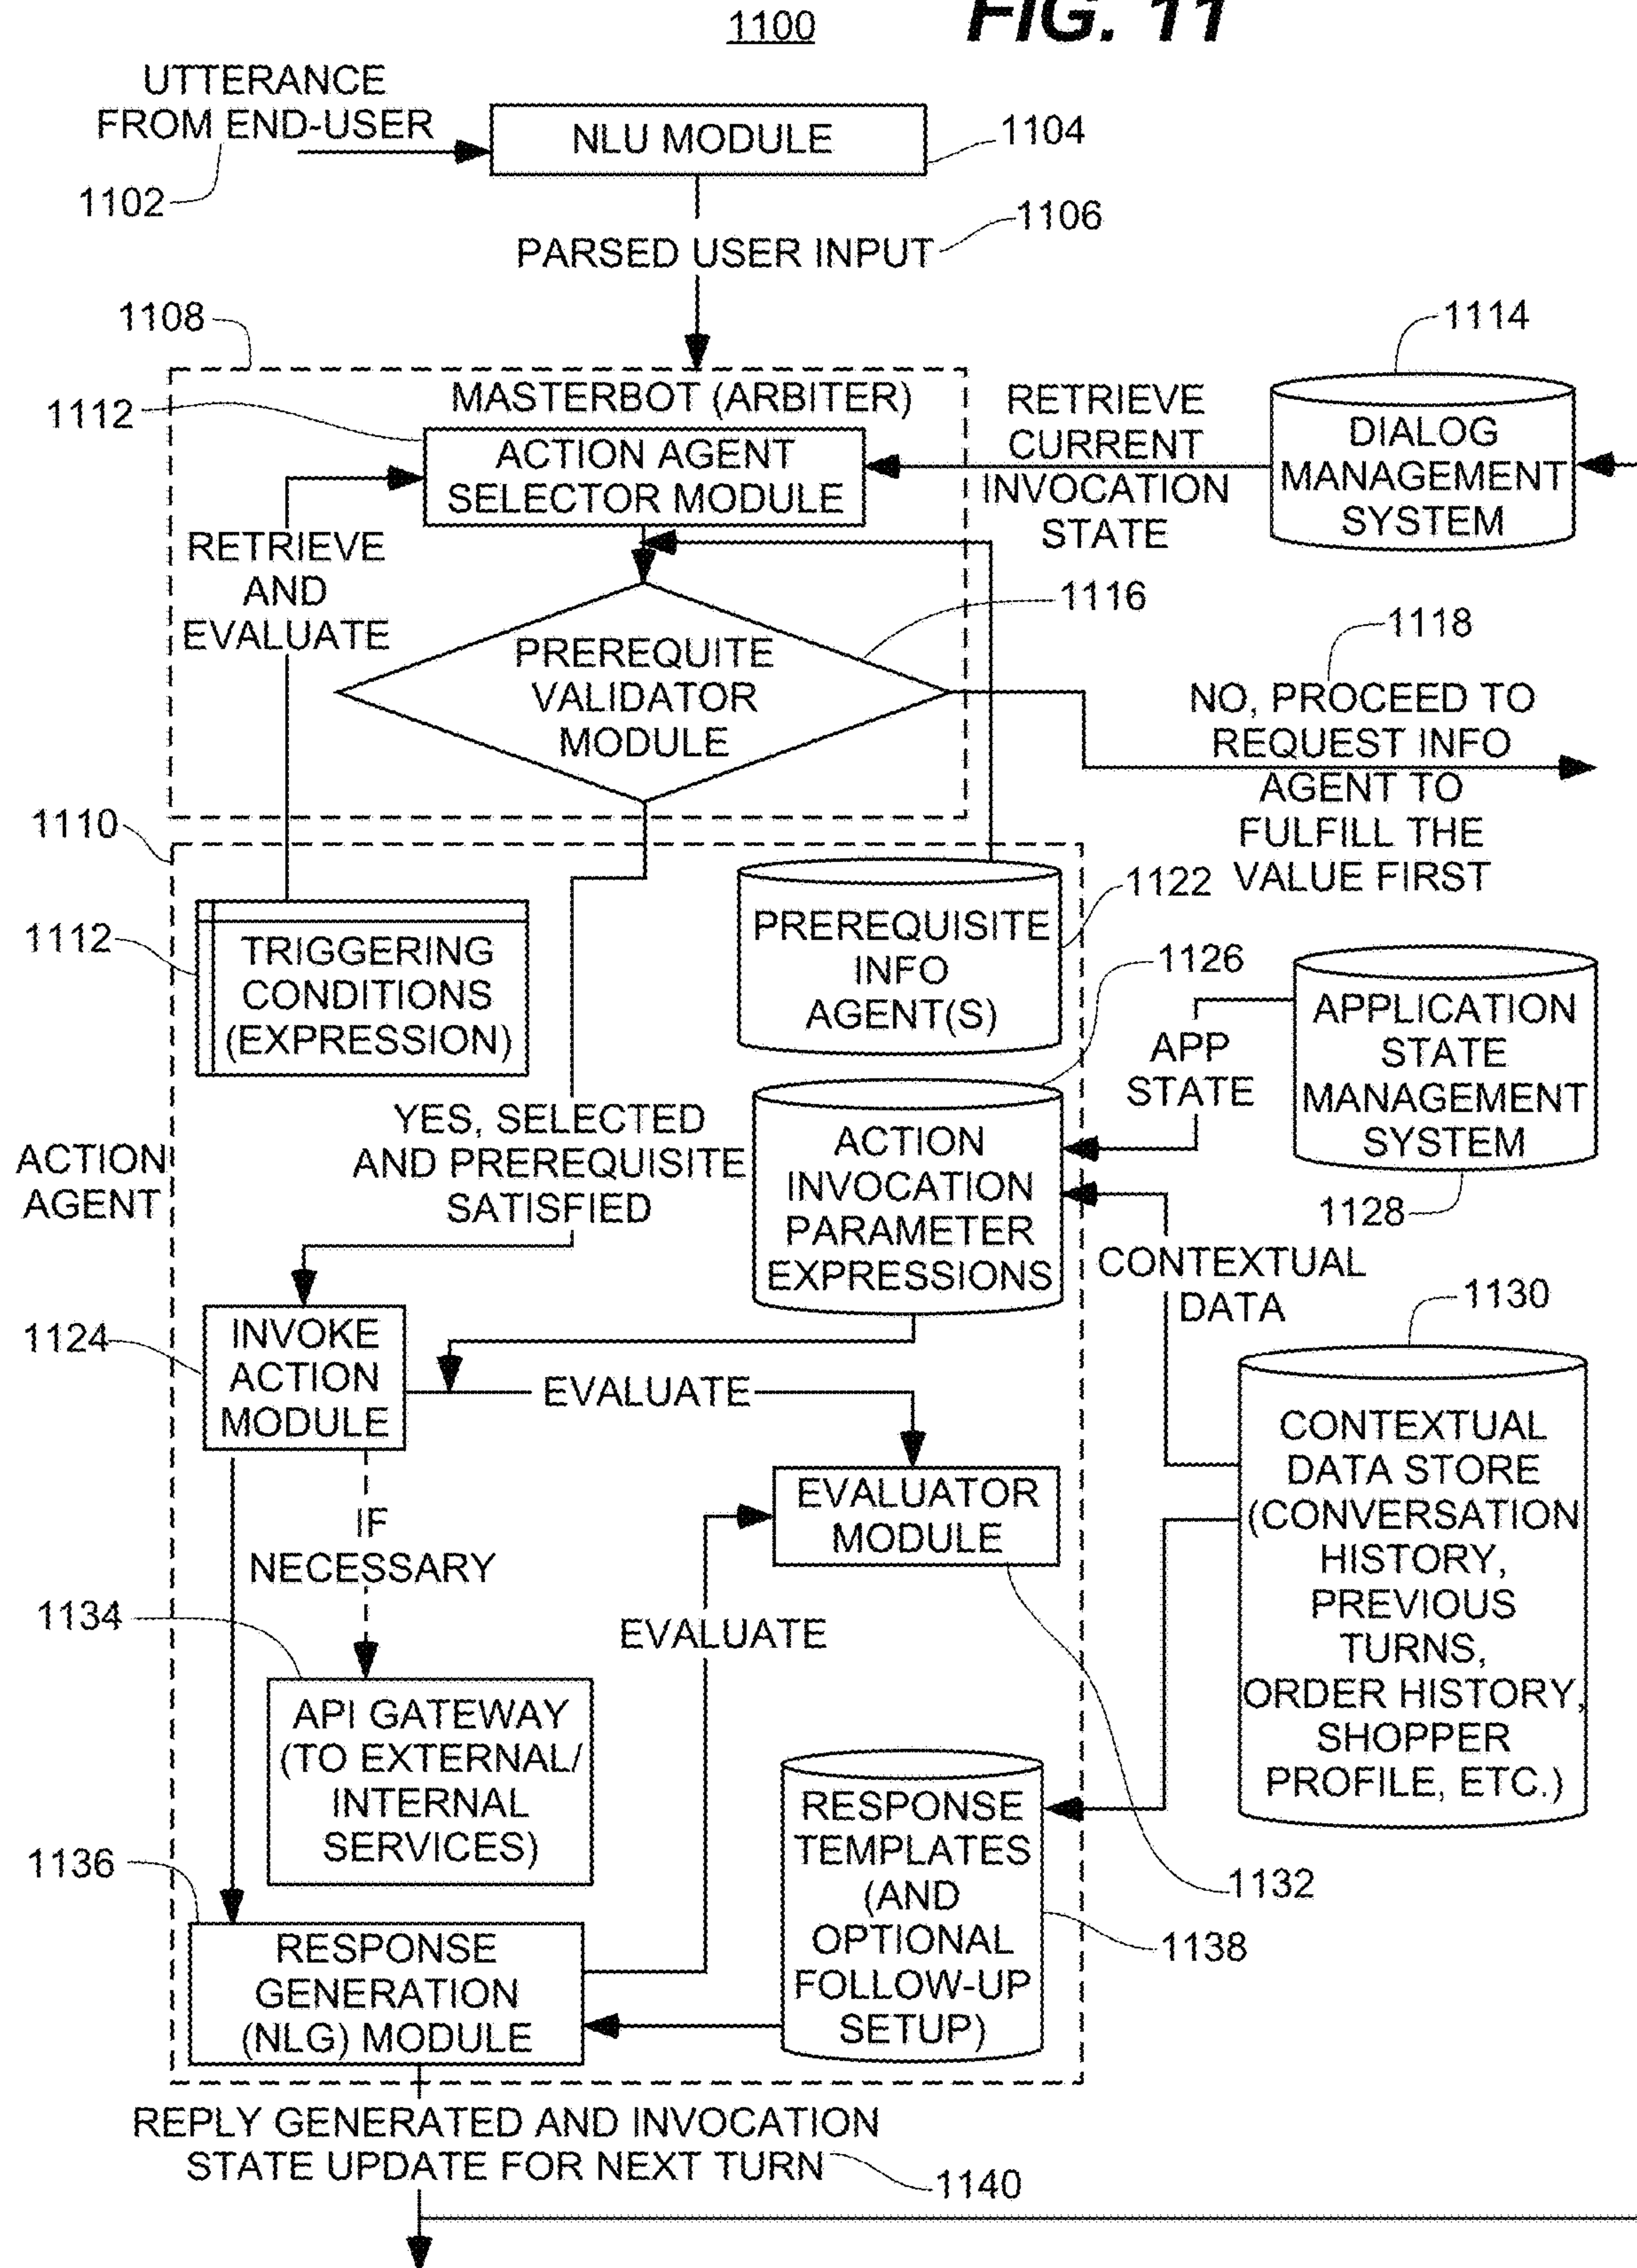 1100
FIG. 11
UTTERANCE
FROM END-USER
1102
NLU MODULE
1104
1106
PARSED USER INPUT
1108
1114
MASTERBOT (ARBITER)
1112
ACTION AGENT
SELECTOR MODULE
RETRIEVE
CURRENT
INVOCATION
STATE
DIALOG
MANAGEMENT
SYSTEM
RETRIEVE
AND
EVALUATE
1116
PREREQUITE
VALIDATOR
MODULE
1118
NO, PROCEED TO
REQUEST INFO
AGENT TO
FULFILL THE
VALUE FIRST
1110
1122
1112
TRIGGERING
CONDITIONS
(EXPRESSION)
PREREQUISITE
INFO
AGENT(S)
1126
APP
STATE
APPLICATION
STATE
MANAGEMENT
SYSTEM
1128
ACTION
AGENT
YES, SELECTED
AND PREREQUISITE
SATISFIED
ACTION
INVOCATION
PARAMETER
EXPRESSIONS
CONTEXTUAL
DATA
1130
1124
INVOKE
ACTION
MODULE
EVALUATE
CONTEXTUAL
DATA STORE
(CONVERSATION
HISTORY,
PREVIOUS
TURNS,
ORDER HISTORY,
SHOPPER
PROFILE, ETC.)
EVALUATOR
MODULE
IF
NECESSARY
1134
EVALUATE
API GATEWAY
(TO EXTERNAL/
INTERNAL
SERVICES)
RESPONSE
TEMPLATES
(AND
OPTIONAL
FOLLOW-UP
SETUP)
1132
1136
1138
RESPONSE
GENERATION
(NLG) MODULE
REPLY GENERATED AND INVOCATION
STATE UPDATE FOR NEXT TURN
1140